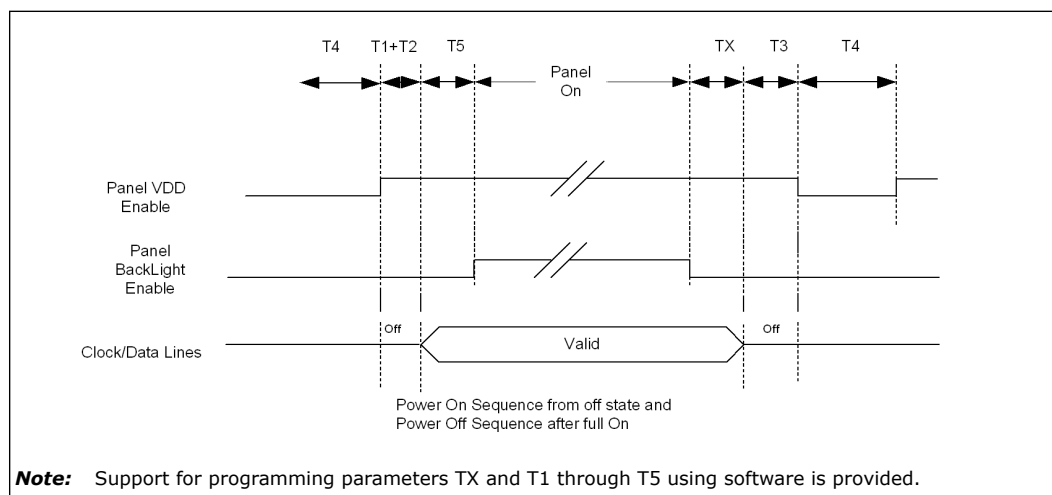 T4 T1+T2 T5 TX T3 T4
Panel
On
Panel VDD
Enable
Panel
BackLight
Enable
Off Off
Clock/Data Lines Valid
Power On Sequence from off state and
Power Off Sequence after full On
Note: Support for programming parameters TX and T1 through T5 using software is provided.